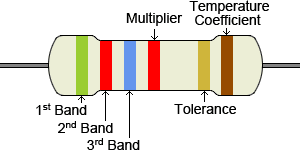 Temperature
Coefficient
Multiplier
1st Band
2nd Band
3rd Band
Tolerance